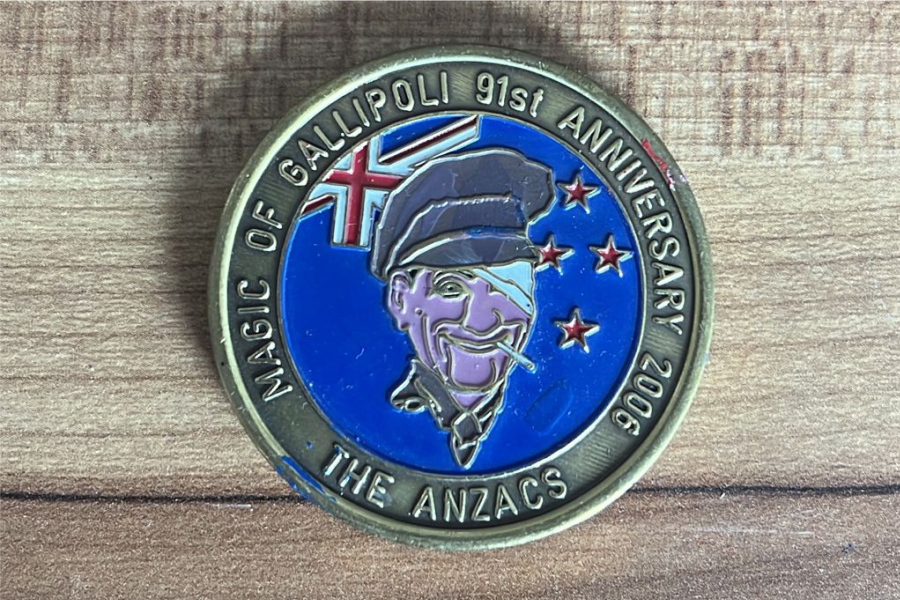 MAGIC OF GALLIPOLI 91st ANNIVERSARY 2006
THE ANZACS